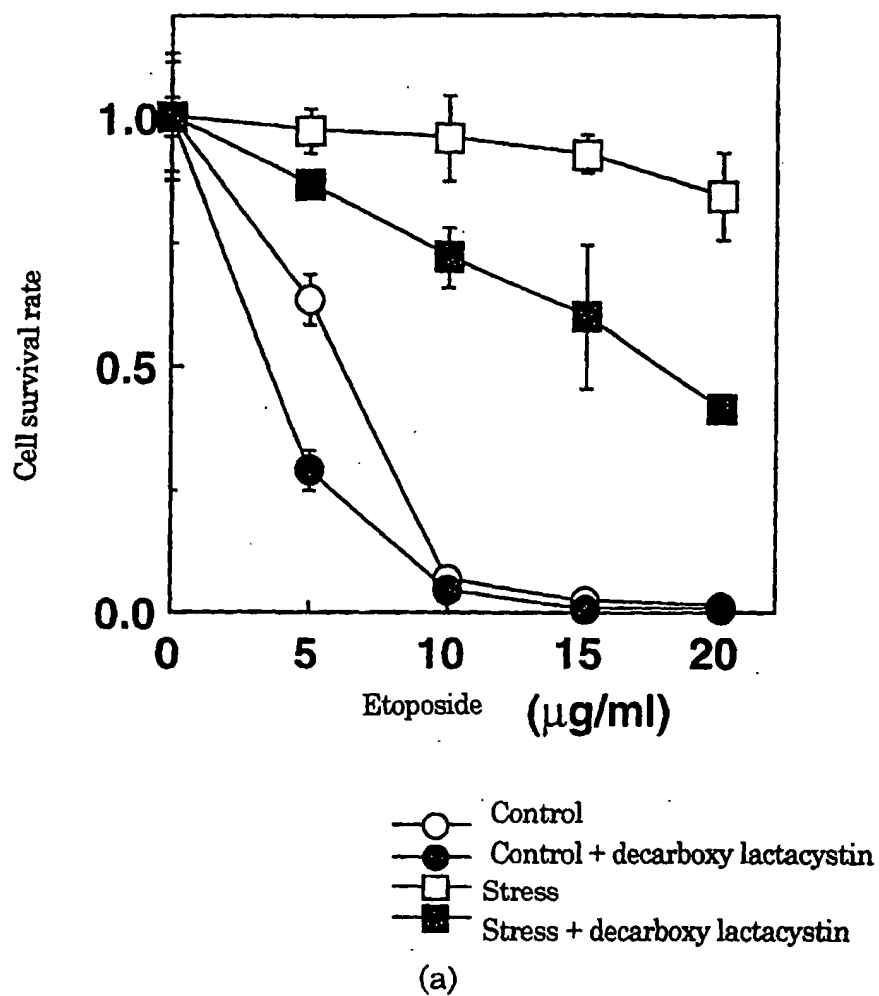 1.0
0.5
0.0
Cell survival rate
0 5 10 15 20
Etoposide (μg/ml)
Control
Control + decarboxy lactacystin
Stress
Stress + decarboxy lactacystin
(a)